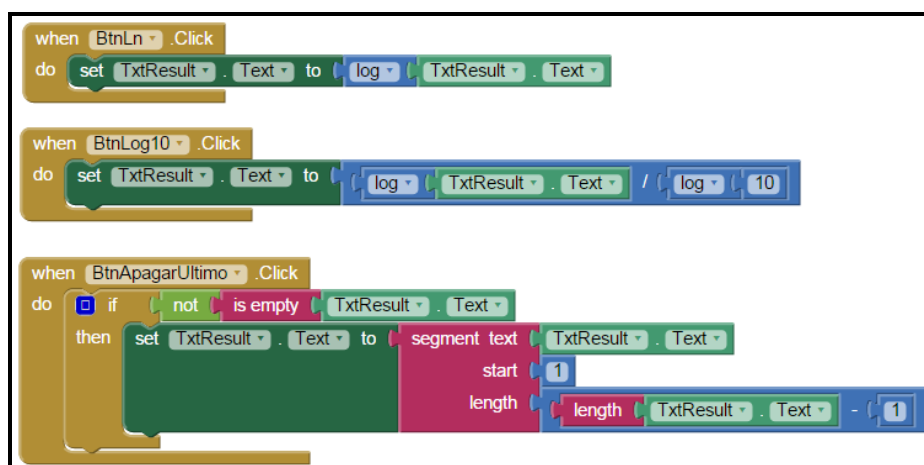 when BtnLn .Click
do set TxtResult . Text to log TxtResult . Text
when BtnLog10 .Click
do set TxtResult . Text to log TxtResult . Text / log 10
when BtnApagarUltimo .Click
do if not is empty TxtResult . Text
then set TxtResult . Text to segment text TxtResult . Text
start 1
length length TxtResult . Text - 1